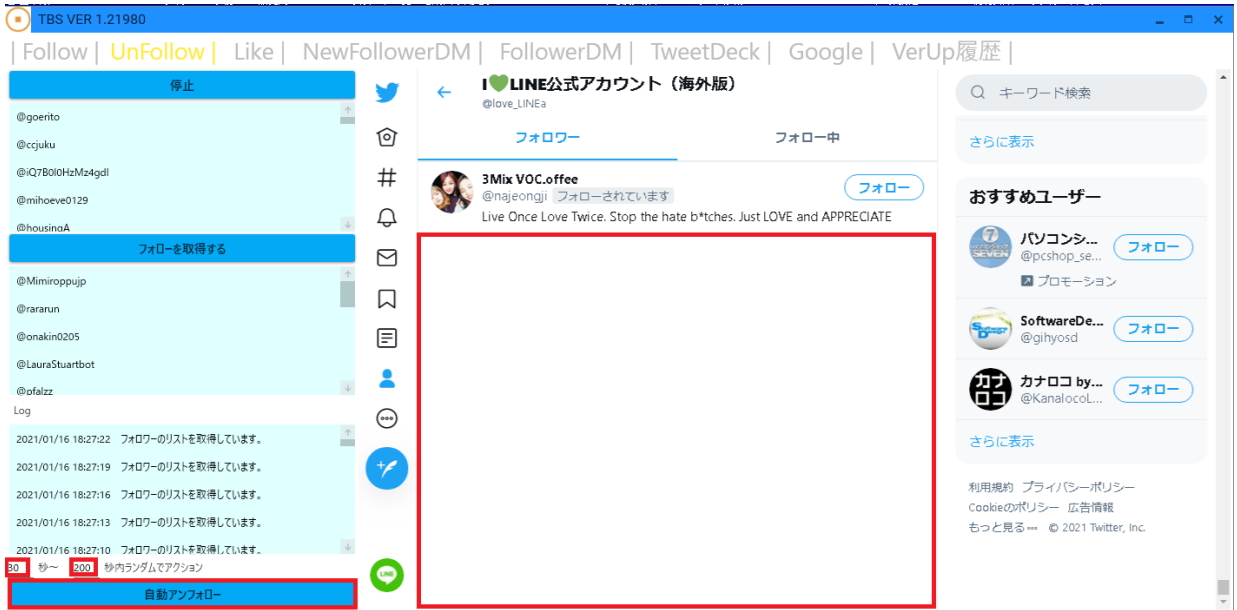 TBS VER 1.21980
| Follow | UnFollow | Like | NewFollowerDM | FollowerDM | TweetDeck | Google | VerUp履歴 |
停止
@goerito
@ccjuku
@iQ7B0l0HzMz4gdl
@mihoeve0129
@housingA
フォローを取得する
@Mimiroppujp
@rararun
@onakin0205
@LauraStuartbot
@pfalzz
Log
2021/01/16 18:27:22 フォロワーのリストを取得しています。
2021/01/16 18:27:19 フォロワーのリストを取得しています。
2021/01/16 18:27:16 フォロワーのリストを取得しています。
2021/01/16 18:27:13 フォロワーのリストを取得しています。
2021/01/16 18:27:10 フォロワーのリストを取得しています。
30 秒～ 200 秒内ランダムでアクション
自動アンフォロー
LINE
I💚LINE公式アカウント（海外版）
@love_LINEa
フォロワー フォロー中
3Mix VOC.offee
@najeongji フォローされています
フォロー
Live Once Love Twice. Stop the hate b*tches. Just LOVE and APPRECIATE
キーワード検索
さらに表示
おすすめユーザー
パソコンシ...
@pcshop_se...
フォロー
プロモーション
SoftwareDe...
@gihyosd
フォロー
カナロコ
カナロコ by...
@KanalocoL...
フォロー
さらに表示
利用規約 プライバシーポリシー
Cookieのポリシー 広告情報
もっと見る ··· © 2021 Twitter, Inc.